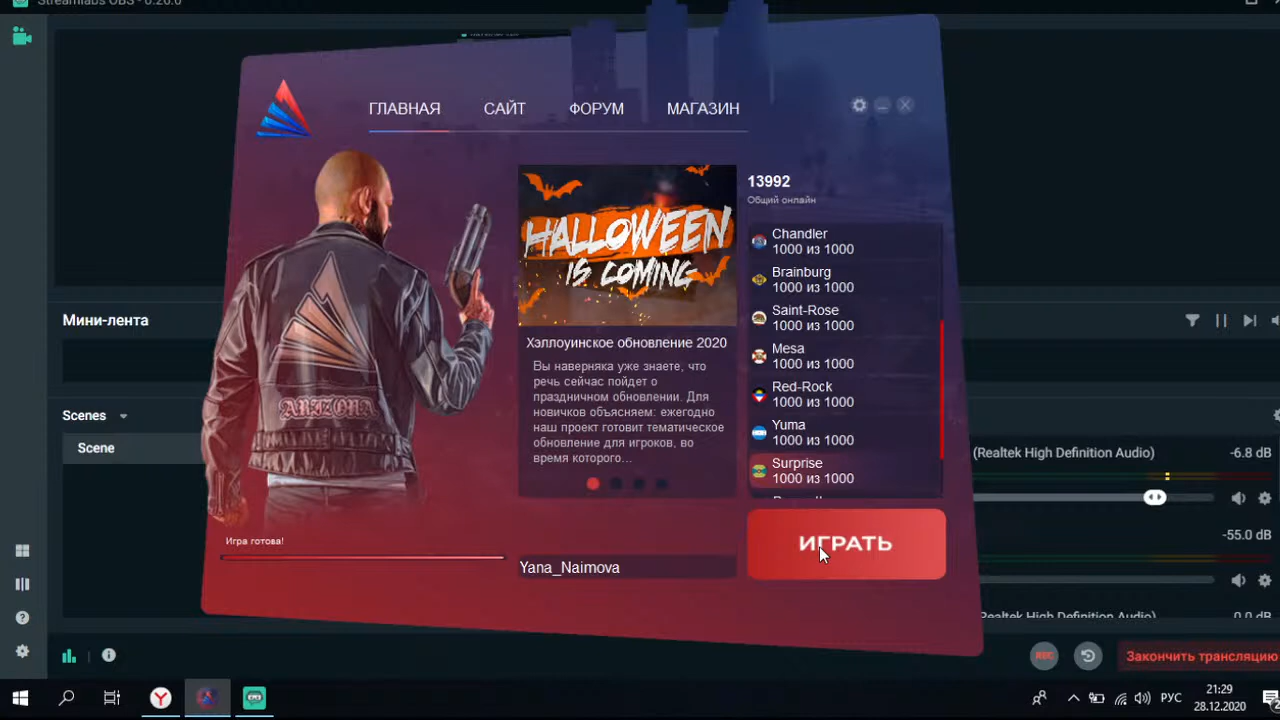 Streamlabs OBS - 0.26.0
ГЛАВНАЯ
САЙТ
ФОРУМ
МАГАЗИН
13992
Общий онлайн
HALLOWEEN
IS COMING
Хэллоуинское обновление 2020
Вы наверняка уже знаете, что
речь сейчас пойдет о
праздничном обновлении. Для
новичков объясняем: ежегодно
наш проект готовит тематическое
обновление для игроков, во
время которого...
Chandler
1000 из 1000
Brainburg
1000 из 1000
Saint-Rose
1000 из 1000
Mesa
1000 из 1000
Red-Rock
1000 из 1000
Yuma
1000 из 1000
Surprise
1000 из 1000
ARIZONA
Игра готова!
Yana_Naimova
ИГРАТЬ
Мини-лента
Scenes
Scene
(Realtek High Definition Audio)
-6.8 dB
-55.0 dB
(Realtek High Definition Audio)
0.0 dB
REC
Закончить трансляцию
РУС
21:29
28.12.2020